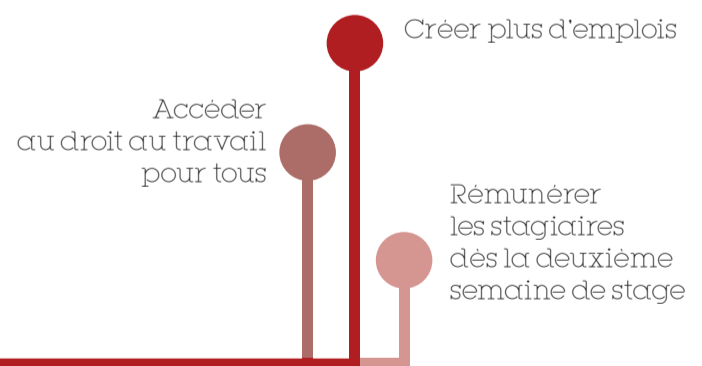 Créer plus d'emplois
Accéder
au droit au travail
pour tous
Rémunérer
les stagiaires
dès la deuxième
semaine de stage